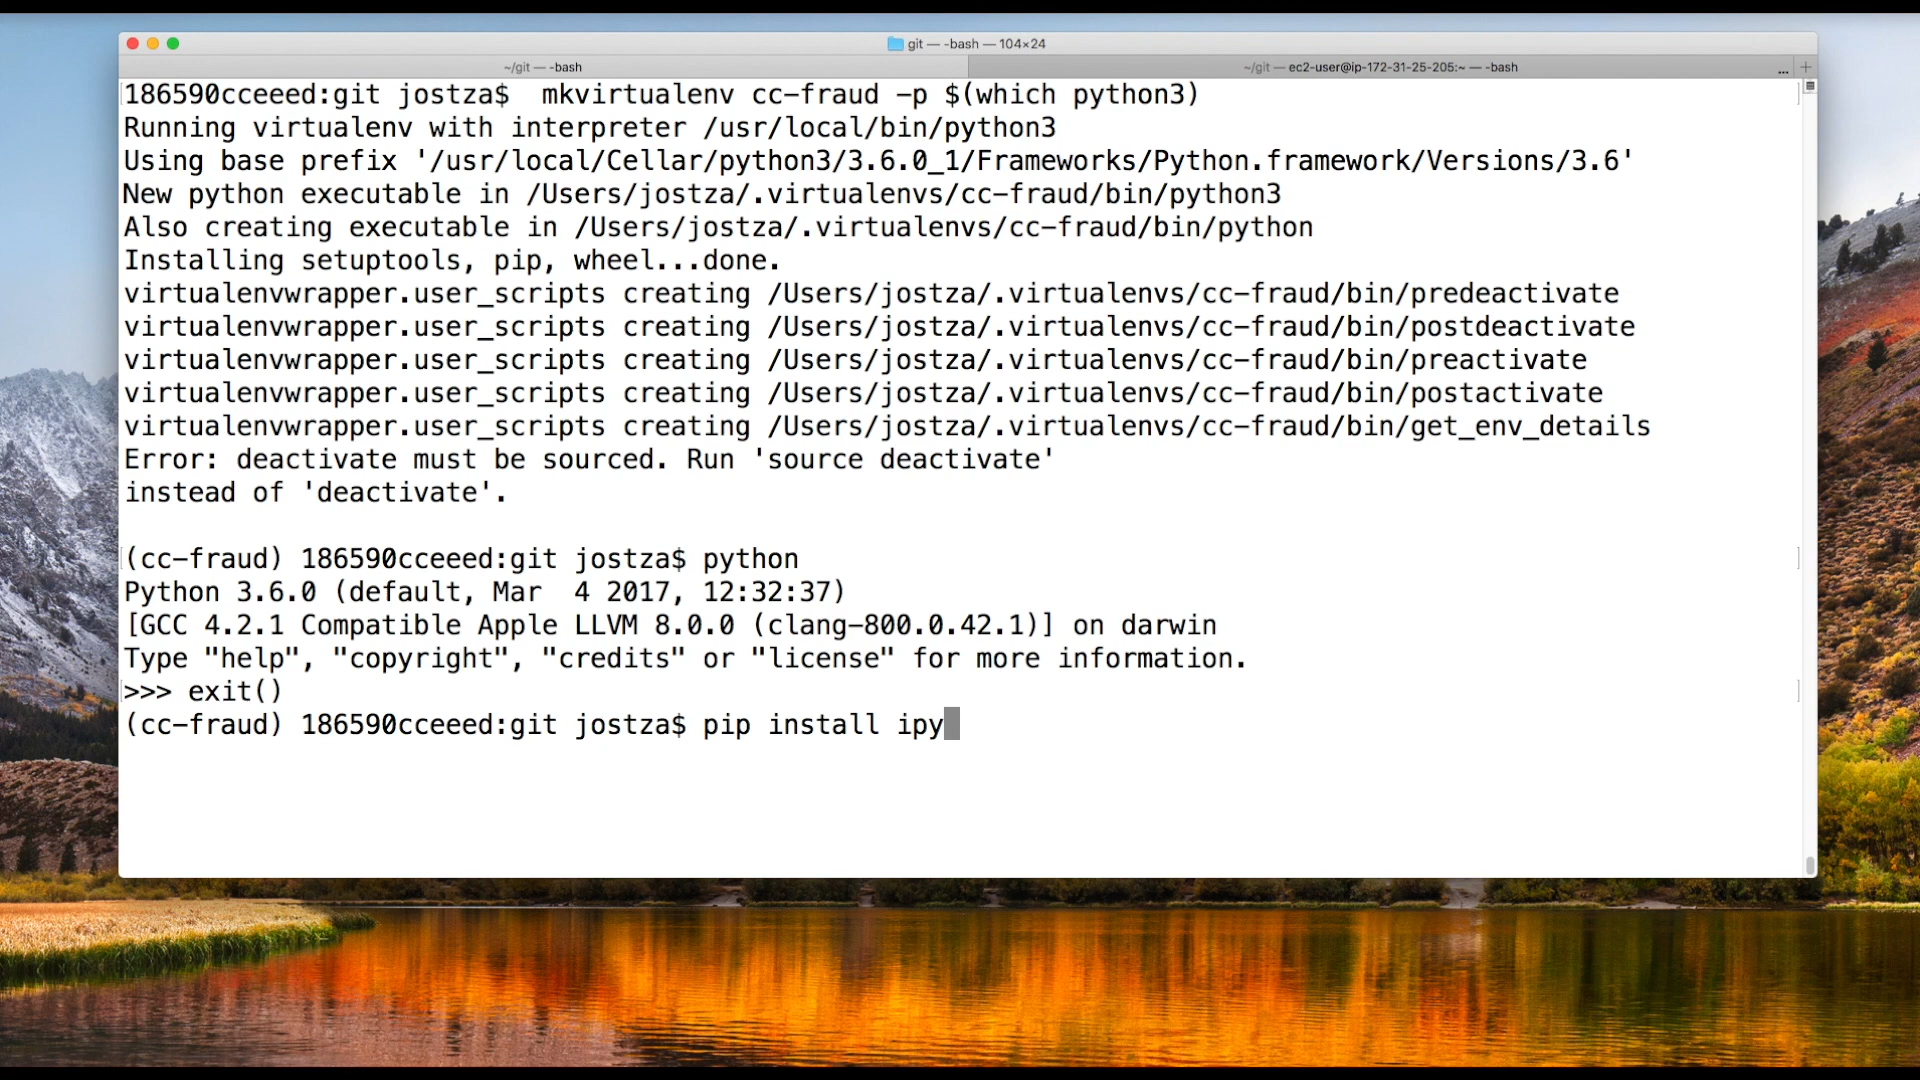 git — -bash — 104×24
~/git — -bash
~/git — ec2-user@ip-172-31-25-205:~ — -bash
...
+
186590cceeed:git jostza$  mkvirtualenv cc-fraud -p $(which python3)
Running virtualenv with interpreter /usr/local/bin/python3
Using base prefix '/usr/local/Cellar/python3/3.6.0_1/Frameworks/Python.framework/Versions/3.6'
New python executable in /Users/jostza/.virtualenvs/cc-fraud/bin/python3
Also creating executable in /Users/jostza/.virtualenvs/cc-fraud/bin/python
Installing setuptools, pip, wheel...done.
virtualenvwrapper.user_scripts creating /Users/jostza/.virtualenvs/cc-fraud/bin/predeactivate
virtualenvwrapper.user_scripts creating /Users/jostza/.virtualenvs/cc-fraud/bin/postdeactivate
virtualenvwrapper.user_scripts creating /Users/jostza/.virtualenvs/cc-fraud/bin/preactivate
virtualenvwrapper.user_scripts creating /Users/jostza/.virtualenvs/cc-fraud/bin/postactivate
virtualenvwrapper.user_scripts creating /Users/jostza/.virtualenvs/cc-fraud/bin/get_env_details
Error: deactivate must be sourced. Run 'source deactivate'
instead of 'deactivate'.
(cc-fraud) 186590cceeed:git jostza$ python
Python 3.6.0 (default, Mar  4 2017, 12:32:37)
[GCC 4.2.1 Compatible Apple LLVM 8.0.0 (clang-800.0.42.1)] on darwin
Type "help", "copyright", "credits" or "license" for more information.
>>> exit()
(cc-fraud) 186590cceeed:git jostza$ pip install ipy